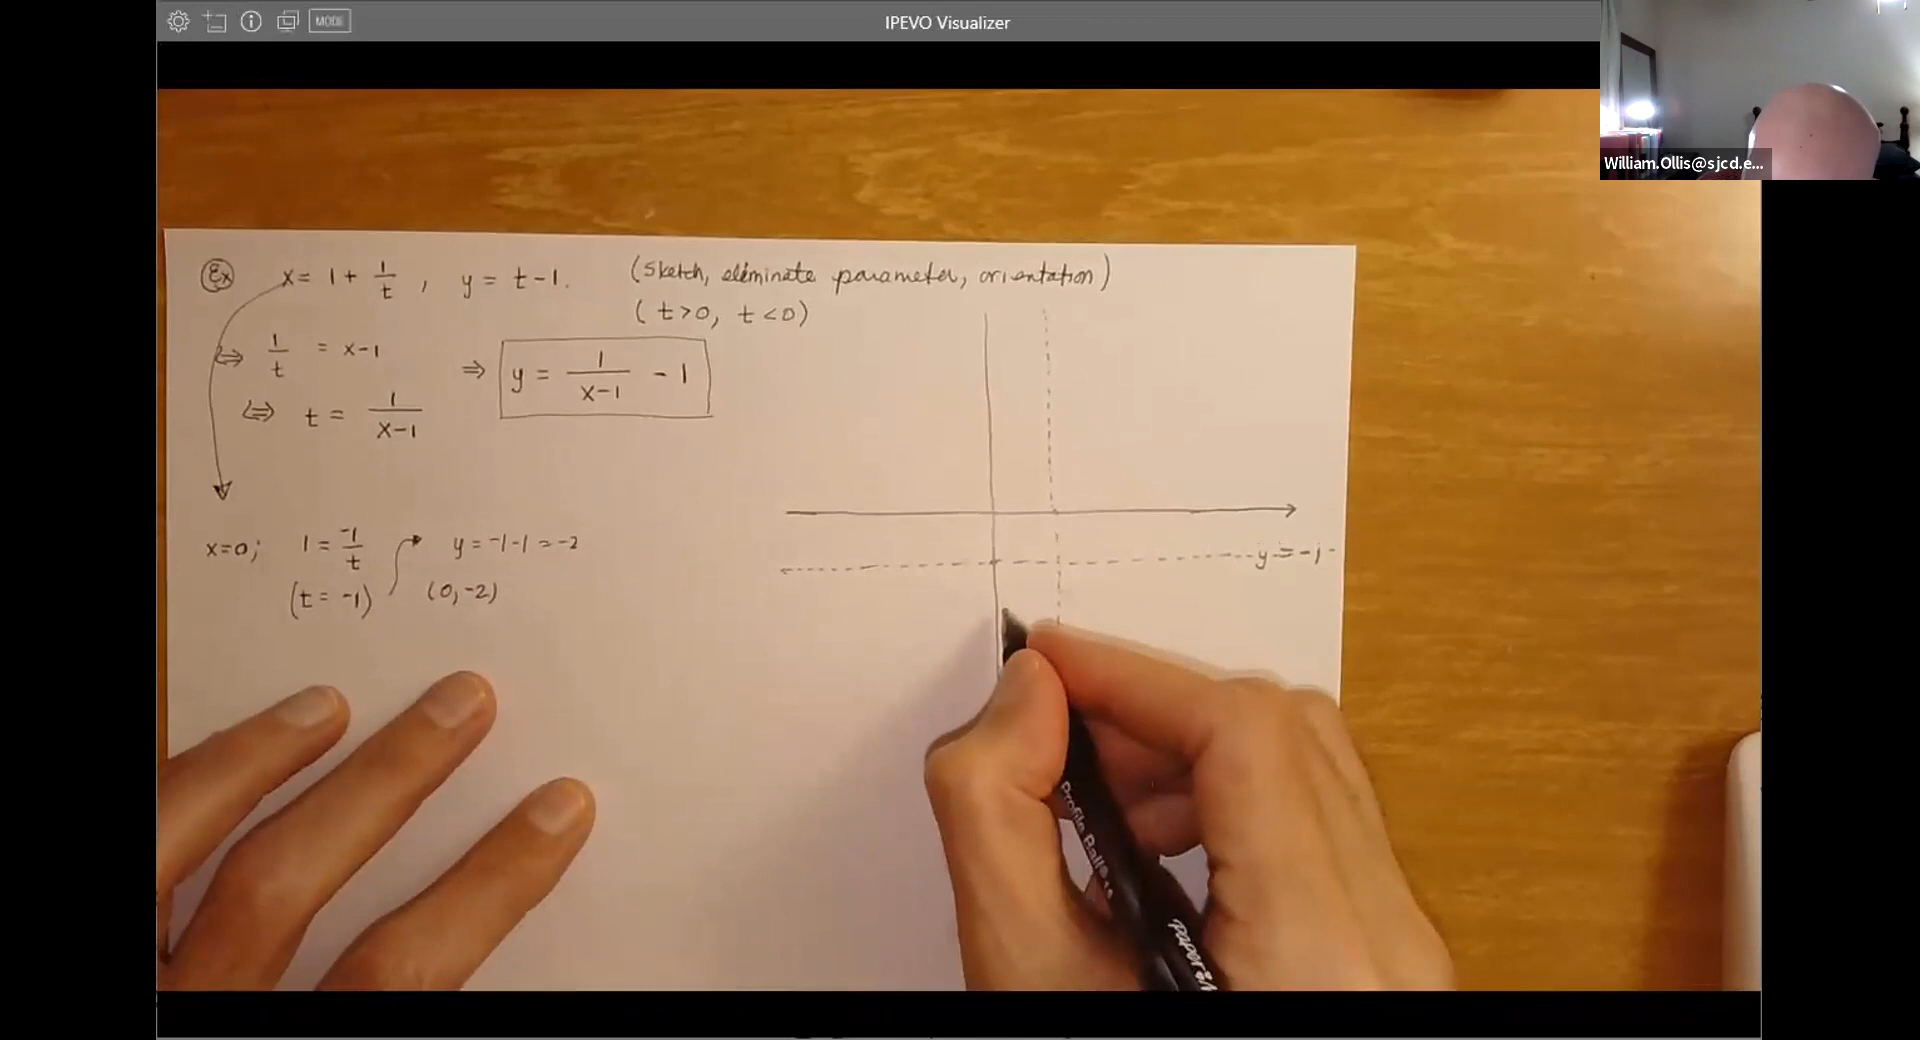 MODE
IPEVO Visualizer
William.Ollis@sjcd.e...
Ex x = 1 + 1/t , y = t - 1. (sketch, eliminate parameter, orientation)
(t > 0, t < 0)
⇔ 1/t = x - 1
⇒ y = 1/(x-1) - 1
⇔ t = 1/(x-1)
x=0; 1 = -1/t y = -1 - 1 = -2
(t = -1) (0, -2)
y = -1
Profile Ball
Paperm